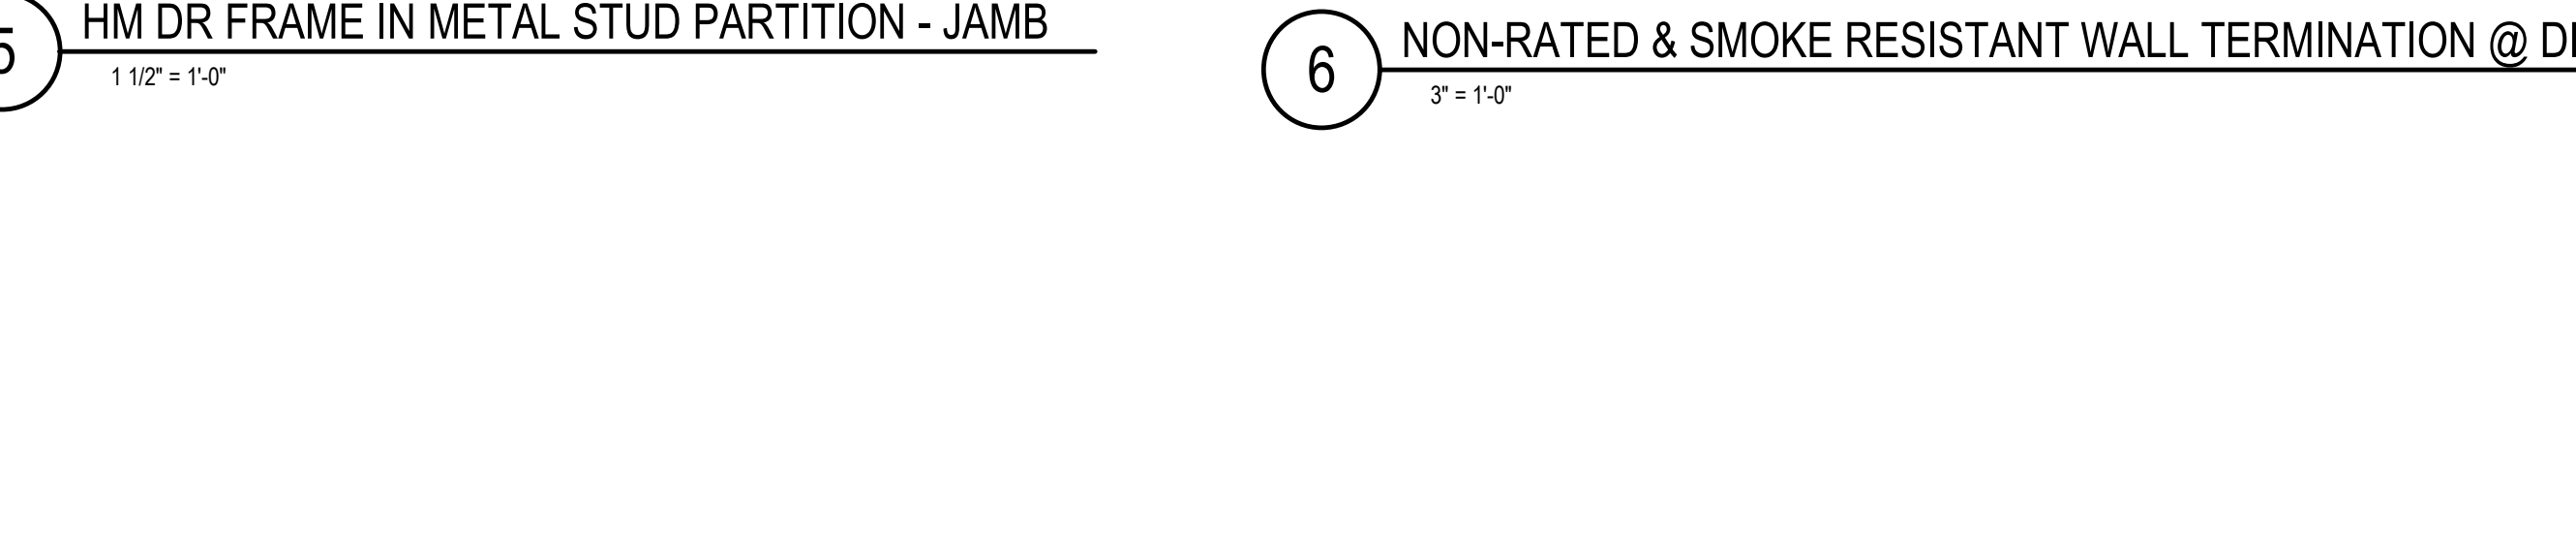 5
HM DR FRAME IN METAL STUD PARTITION - JAMB
1 1/2" = 1'-0"
6
NON-RATED & SMOKE RESISTANT WALL TERMINATION @
3" = 1'-0"